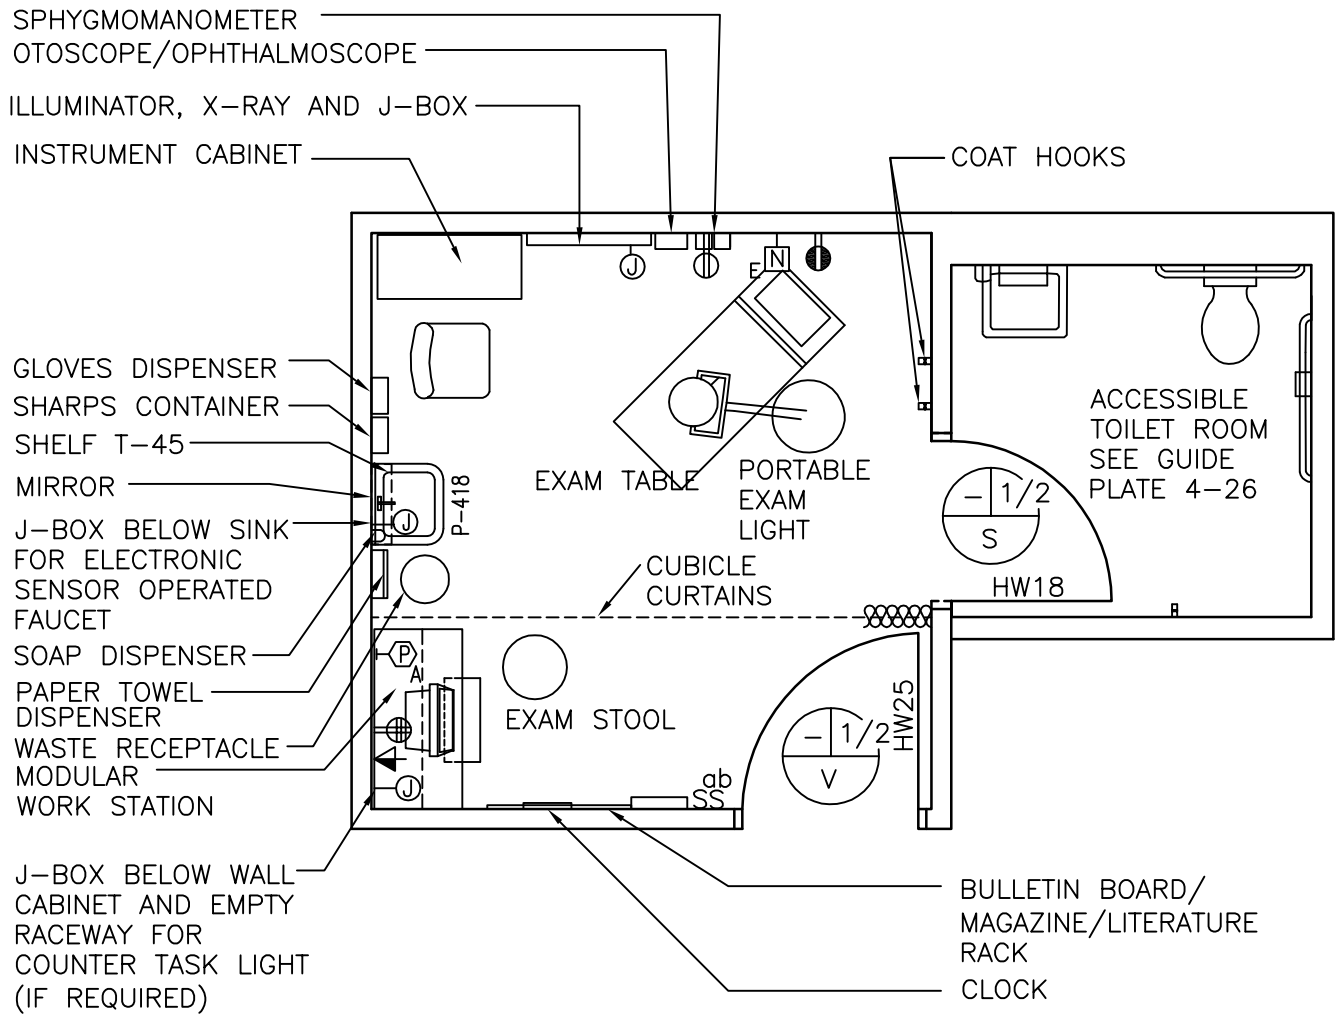 SPHYGMOMANOMETER
OTOSCOPE/OPHTHALMOSCOPE
ILLUMINATOR, X-RAY AND J-BOX
INSTRUMENT CABINET
COAT HOOKS
J
E
N
GLOVES DISPENSER
SHARPS CONTAINER
SHELF T-45
MIRROR
J-BOX BELOW SINK
FOR ELECTRONIC
SENSOR OPERATED
FAUCET
SOAP DISPENSER
PAPER TOWEL
DISPENSER
WASTE RECEPTACLE
MODULAR
WORK STATION
J-BOX BELOW WALL
CABINET AND EMPTY
RACEWAY FOR
COUNTER TASK LIGHT
(IF REQUIRED)
J
P-418
EXAM TABLE
PORTABLE
EXAM
LIGHT
CUBICLE
CURTAINS
P
A
J
EXAM STOOL
ab
SS
- 1/2
V
HW25
- 1/2
S
HW18
ACCESSIBLE
TOILET ROOM
SEE GUIDE
PLATE 4-26
BULLETIN BOARD/
MAGAZINE/LITERATURE
RACK
CLOCK